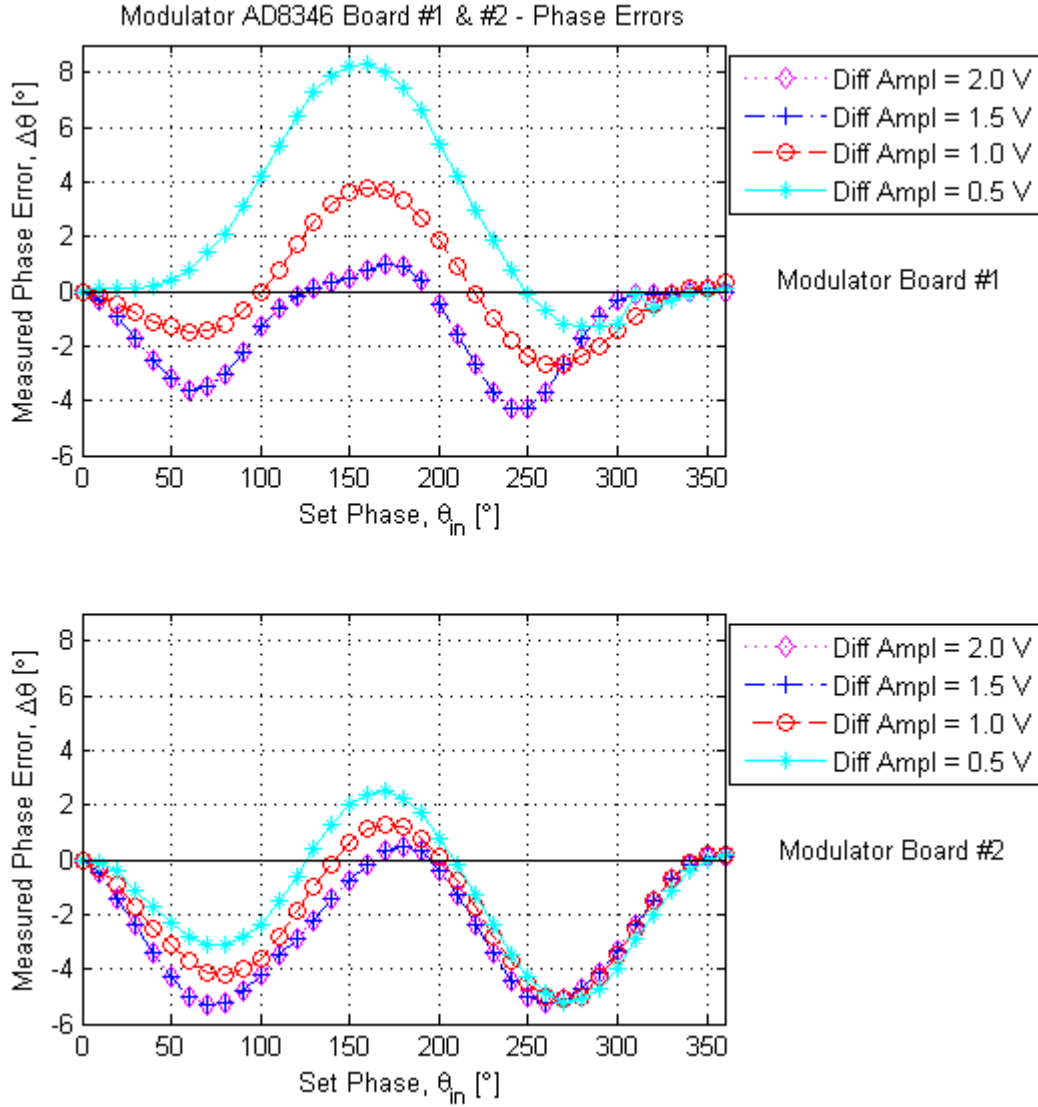 Modulator AD8346 Board #1 & #2 - Phase Errors
8
6
4
2
0
-2
-4
-6
0 50 100 150 200 250 300 350
Measured Phase Error, Δθ [°]
Set Phase, θin [°]
Diff Ampl = 2.0 V
Diff Ampl = 1.5 V
Diff Ampl = 1.0 V
Diff Ampl = 0.5 V
Modulator Board #1
8
6
4
2
0
-2
-4
-6
0 50 100 150 200 250 300 350
Measured Phase Error, Δθ [°]
Set Phase, θin [°]
Diff Ampl = 2.0 V
Diff Ampl = 1.5 V
Diff Ampl = 1.0 V
Diff Ampl = 0.5 V
Modulator Board #2